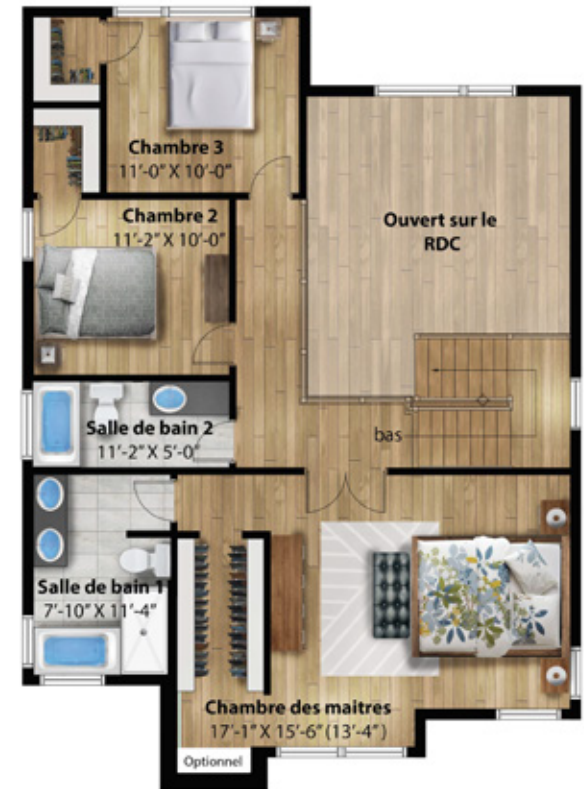 Chambre 3
11'-0" X 10'-0"
Chambre 2
11'-2" X 10'-0"
Ouvert sur le
RDC
Salle de bain 2
11'-2" X 5'-0"
bas
Salle de bain 1
7'-10" X 11'-4"
Chambre des maitres
17'-1" X 15'-6" (13'-4")
Optionnel